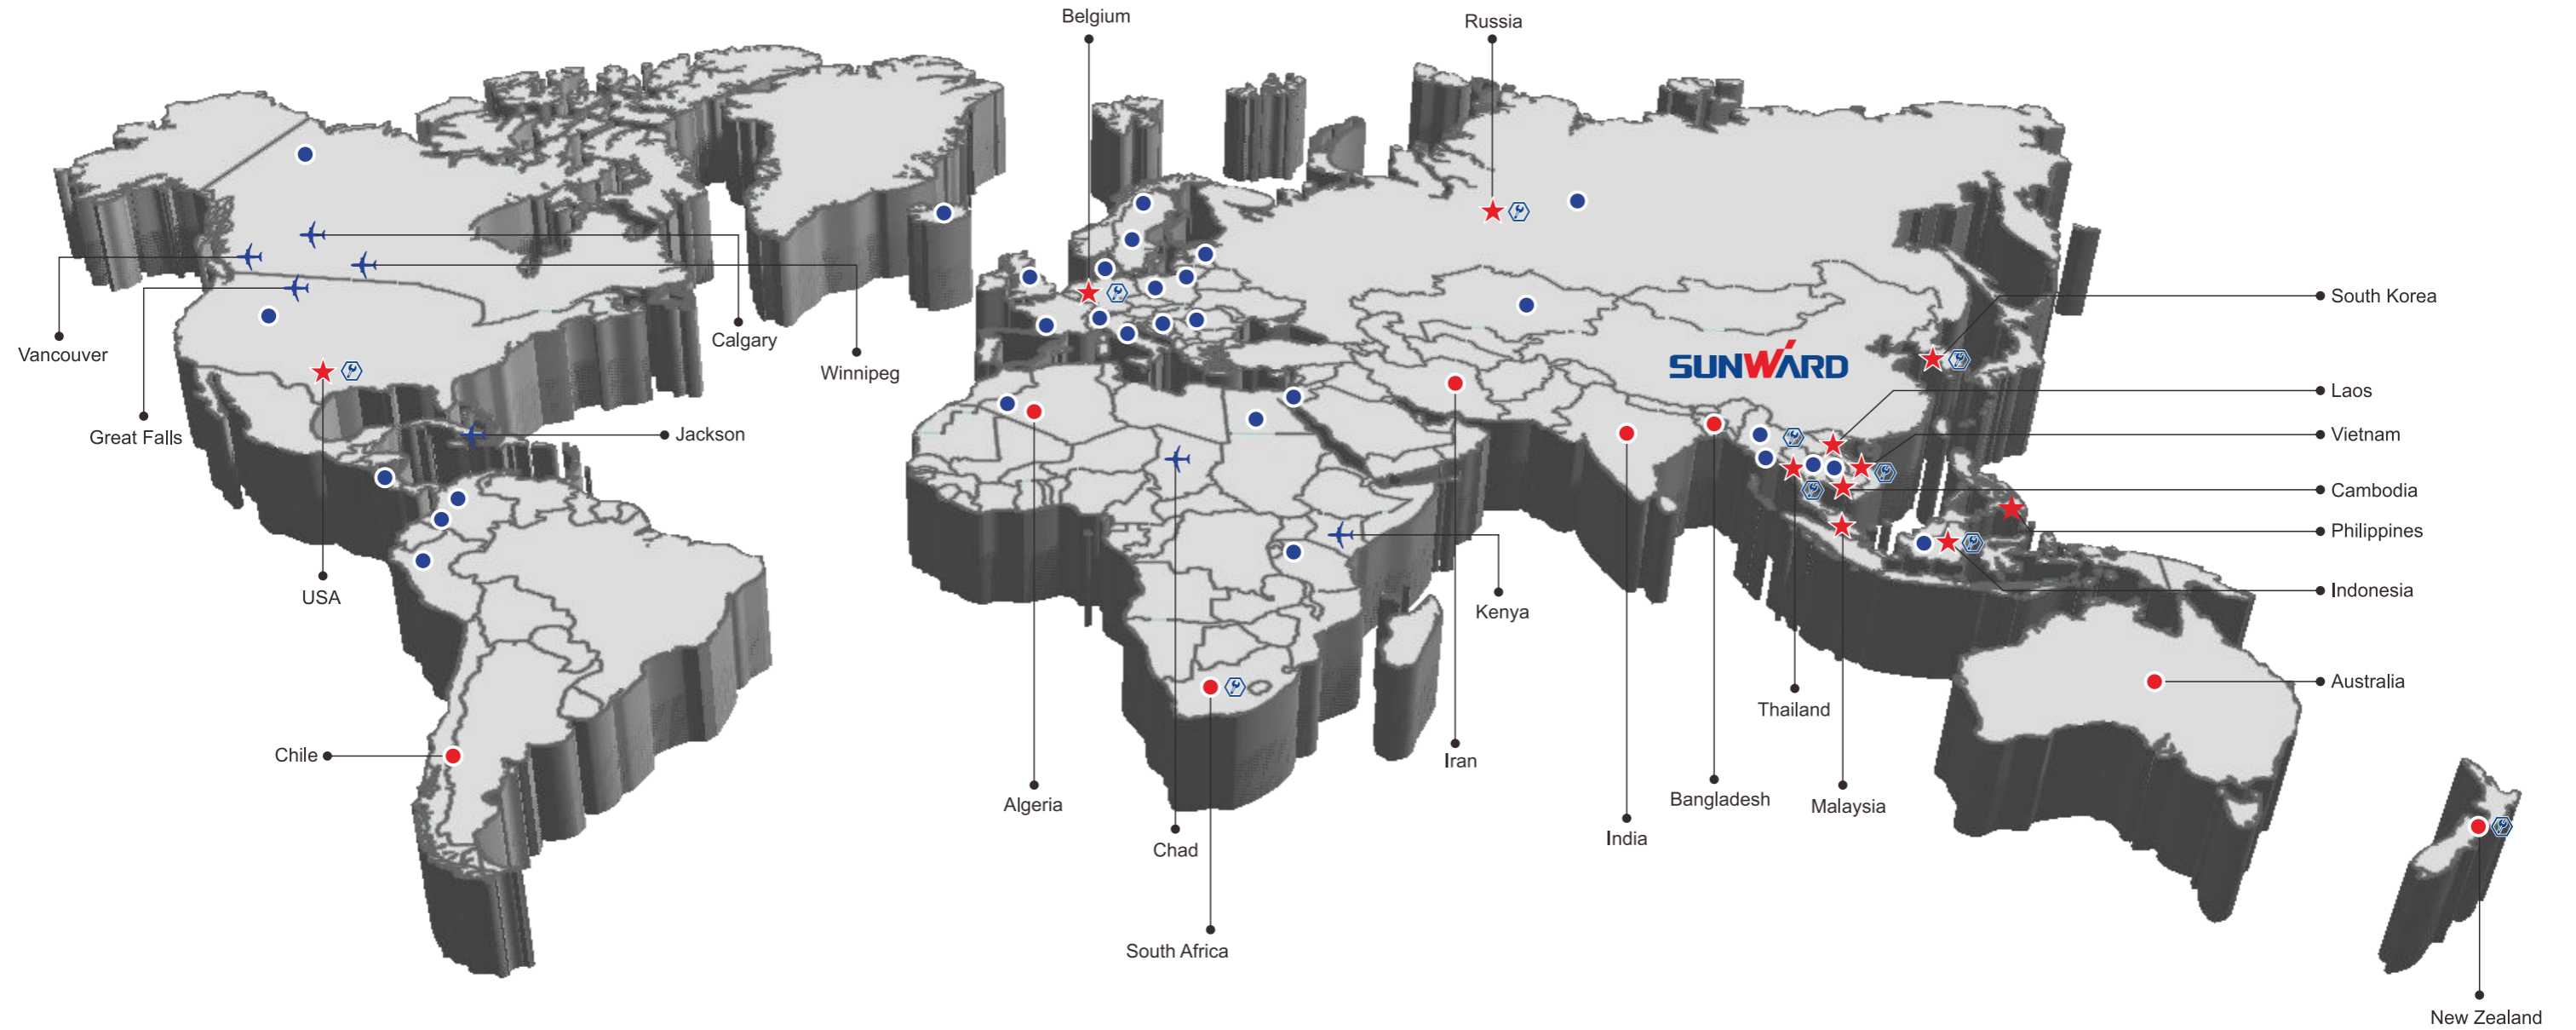 Belgium
Russia
South Korea
Vancouver
Calgary
Winnipeg
SUNWARD
Laos
Great Falls
Jackson
Vietnam
Cambodia
Philippines
USA
Kenya
Indonesia
Australia
Thailand
Chile
Iran
Algeria
Bangladesh
Malaysia
India
Chad
South Africa
New Zealand